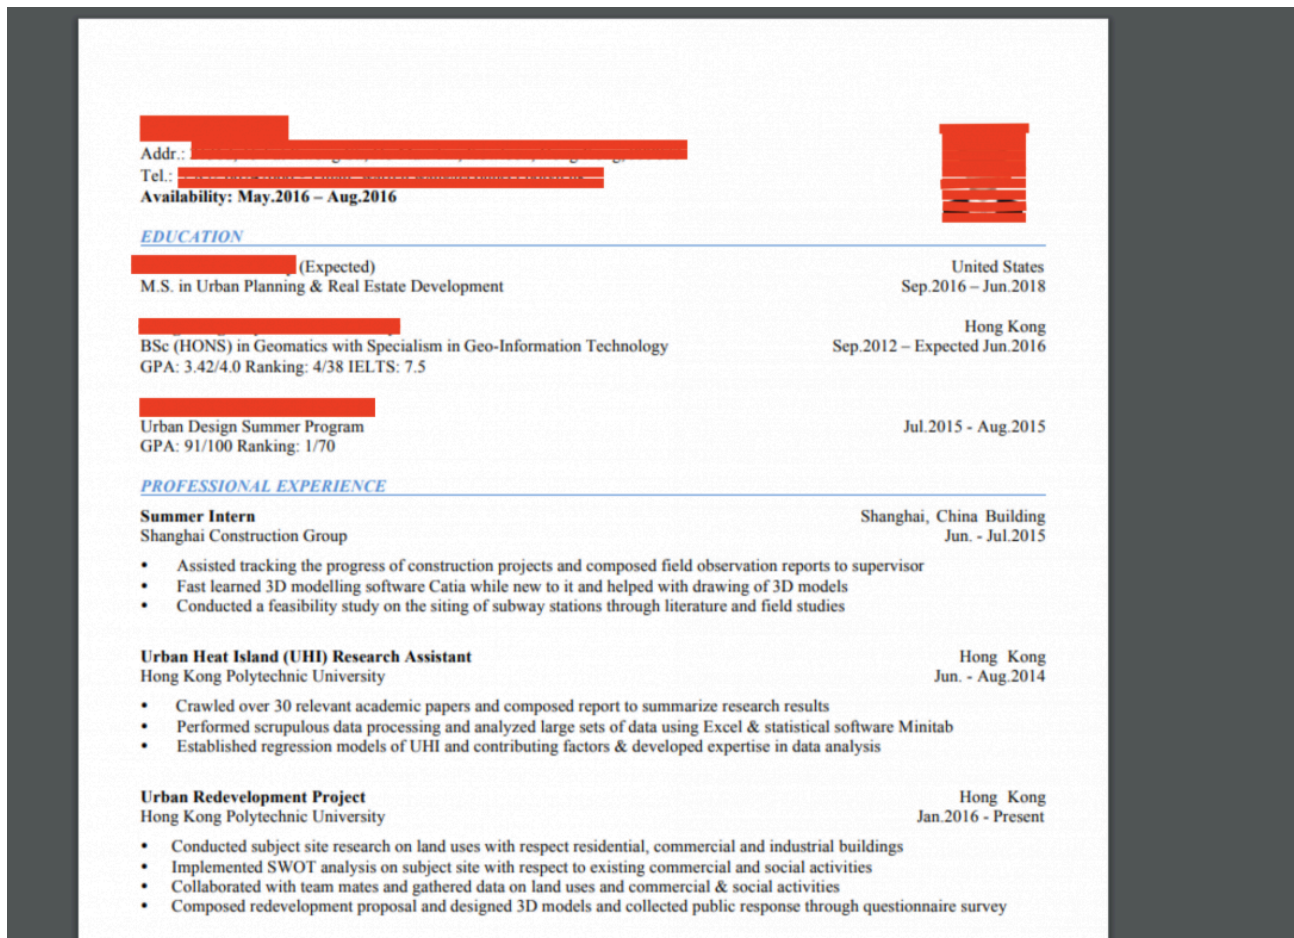 Addr.:
Tel.:
Availability: May.2016 – Aug.2016
EDUCATION
(Expected) United States
M.S. in Urban Planning & Real Estate Development Sep.2016 – Jun.2018
Hong Kong
BSc (HONS) in Geomatics with Specialism in Geo-Information Technology Sep.2012 – Expected Jun.2016
GPA: 3.42/4.0 Ranking: 4/38 IELTS: 7.5
Urban Design Summer Program Jul.2015 - Aug.2015
GPA: 91/100 Ranking: 1/70
PROFESSIONAL EXPERIENCE
Summer Intern Shanghai, China Building
Shanghai Construction Group Jun. - Jul.2015
• Assisted tracking the progress of construction projects and composed field observation reports to supervisor
• Fast learned 3D modelling software Catia while new to it and helped with drawing of 3D models
• Conducted a feasibility study on the siting of subway stations through literature and field studies
Urban Heat Island (UHI) Research Assistant Hong Kong
Hong Kong Polytechnic University Jun. - Aug.2014
• Crawled over 30 relevant academic papers and composed report to summarize research results
• Performed scrupulous data processing and analyzed large sets of data using Excel & statistical software Minitab
• Established regression models of UHI and contributing factors & developed expertise in data analysis
Urban Redevelopment Project Hong Kong
Hong Kong Polytechnic University Jan.2016 - Present
• Conducted subject site research on land uses with respect residential, commercial and industrial buildings
• Implemented SWOT analysis on subject site with respect to existing commercial and social activities
• Collaborated with team mates and gathered data on land uses and commercial & social activities
• Composed redevelopment proposal and designed 3D models and collected public response through questionnaire survey